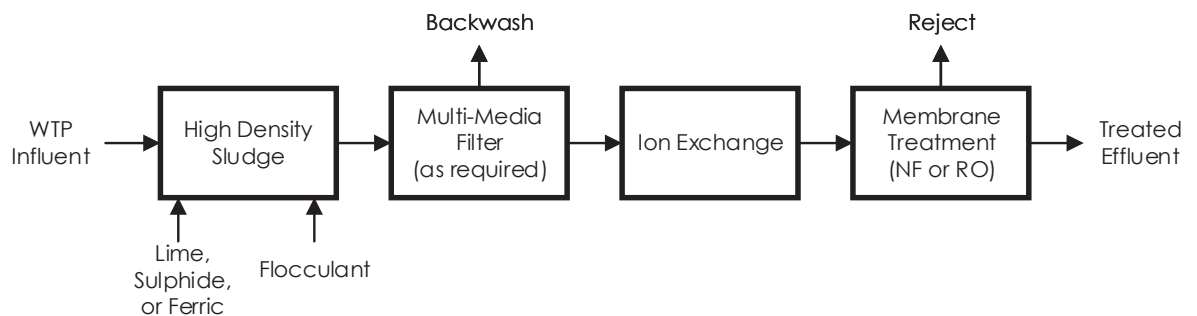 Backwash
Reject
WTP
Influent
High Density
Sludge
Multi-Media
Filter
(as required)
Ion Exchange
Membrane
Treatment
(NF or RO)
Treated
Effluent
Lime,
Sulphide,
or Ferric
Flocculant